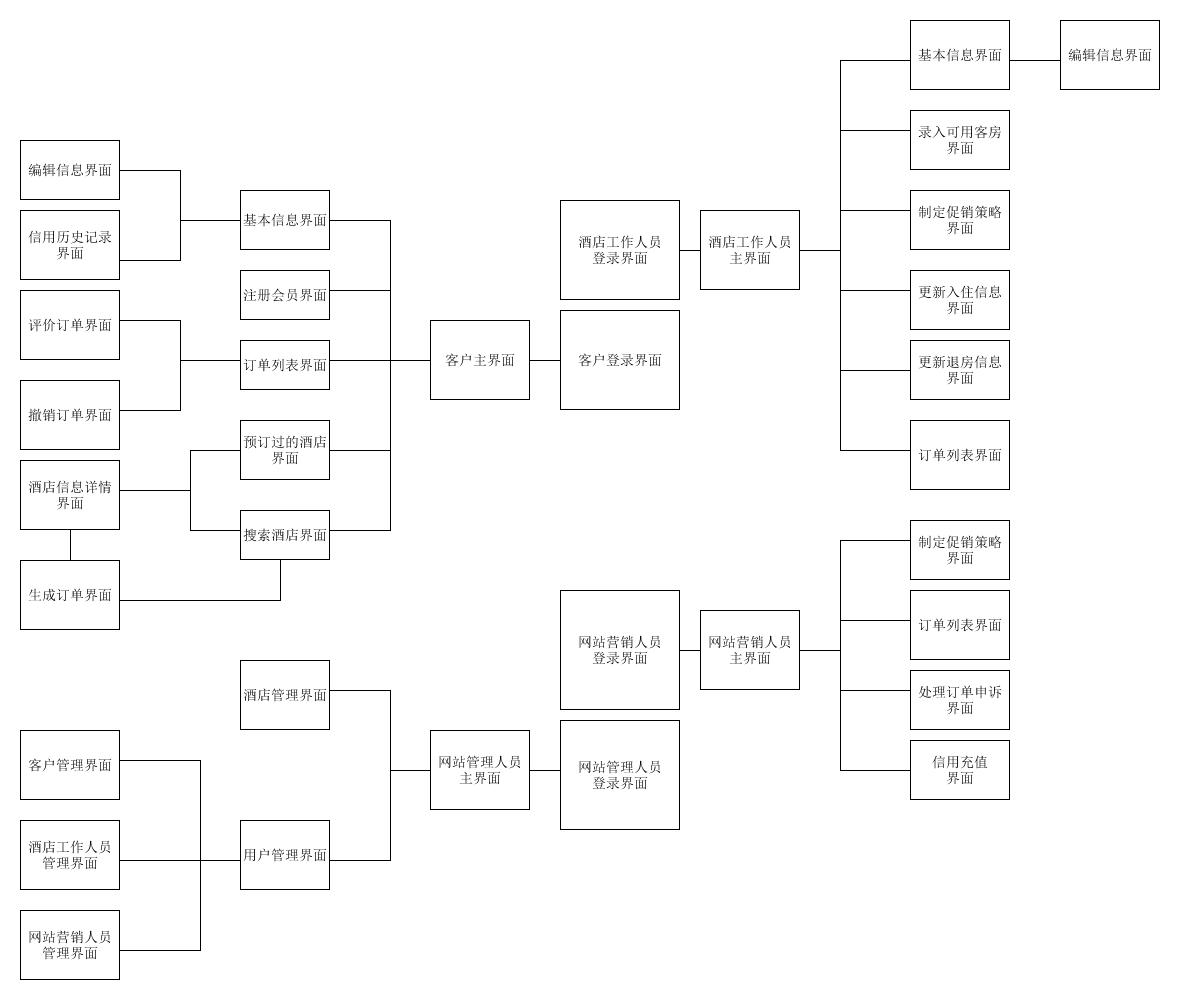 基本信息界面
编辑信息界面
录入可用客房
界面
编辑信息界面
信用历史记录
界面
基本信息界面
注册会员界面
评价订单界面
订单列表界面
撤销订单界面
预订过的酒店
界面
酒店信息详情
界面
搜索酒店界面
生成订单界面
客户主界面
酒店工作人员
登录界面
酒店工作人员
主界面
客户登录界面
制定促销策略
界面
更新入住信息
界面
更新退房信息
界面
订单列表界面
制定促销策略
界面
订单列表界面
处理订单申诉
界面
信用充值
界面
网站营销人员
登录界面
网站营销人员
主界面
酒店管理界面
网站管理人员
主界面
网站管理人员
登录界面
客户管理界面
酒店工作人员
管理界面
用户管理界面
网站营销人员
管理界面